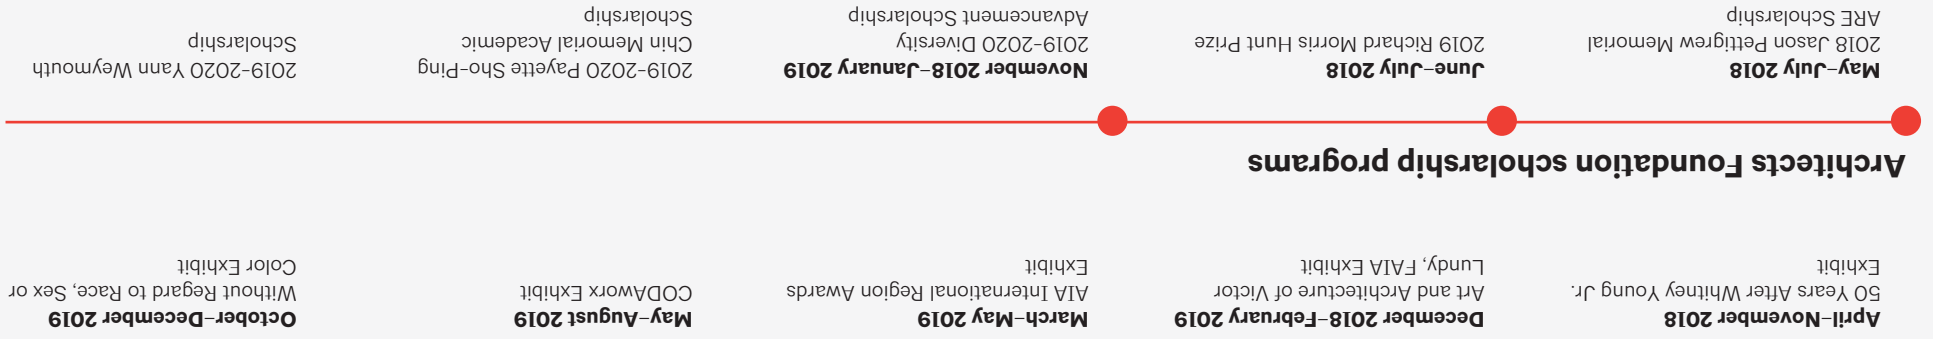 April–November 2018
50 Years After Whitney Young Jr.
Exhibit
December 2018–February 2019
Art and Architecture of Victor
Lundy, FAIA Exhibit
March–May 2019
AIA International Region Awards
Exhibit
May–August 2019
CODAworx Exhibit
October–December 2019
Without Regard to Race, Sex or
Color Exhibit
Architects Foundation scholarship programs
May–July 2018
2018 Jason Pettigrew Memorial
ARE Scholarship
June–July 2018
2019 Richard Morris Hunt Prize
November 2018–January 2019
2019-2020 Diversity
Advancement Scholarship
2019-2020 Payette Sho-Ping
Chin Memorial Academic
Scholarship
2019-2020 Yann Weymouth
Scholarship